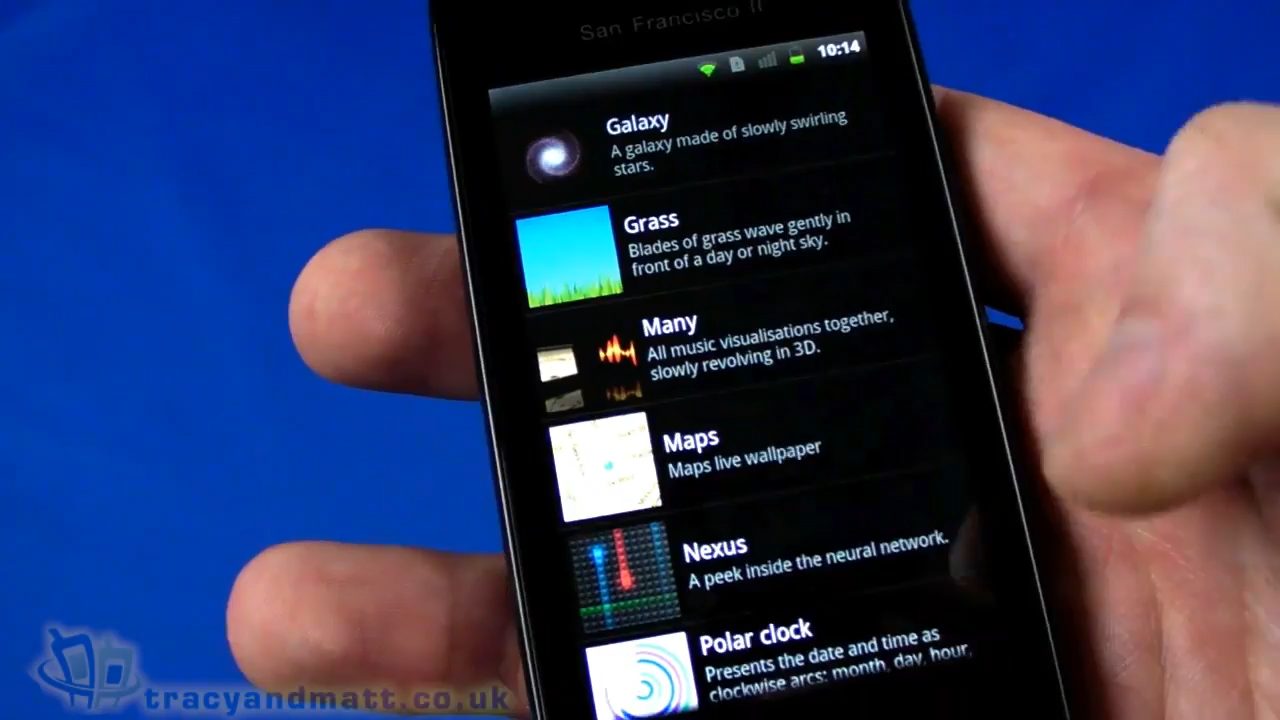 San Francisco II
10:14
Galaxy
A galaxy made of slowly swirling
stars.
Grass
Blades of grass wave gently in
front of a day or night sky.
Many
All music visualisations together,
slowly revolving in 3D.
Maps
Maps live wallpaper
Nexus
A peek inside the neural network.
Polar clock
Presents the date and time as
clockwise arcs: month, day, hour,
tracyandmatt.co.uk